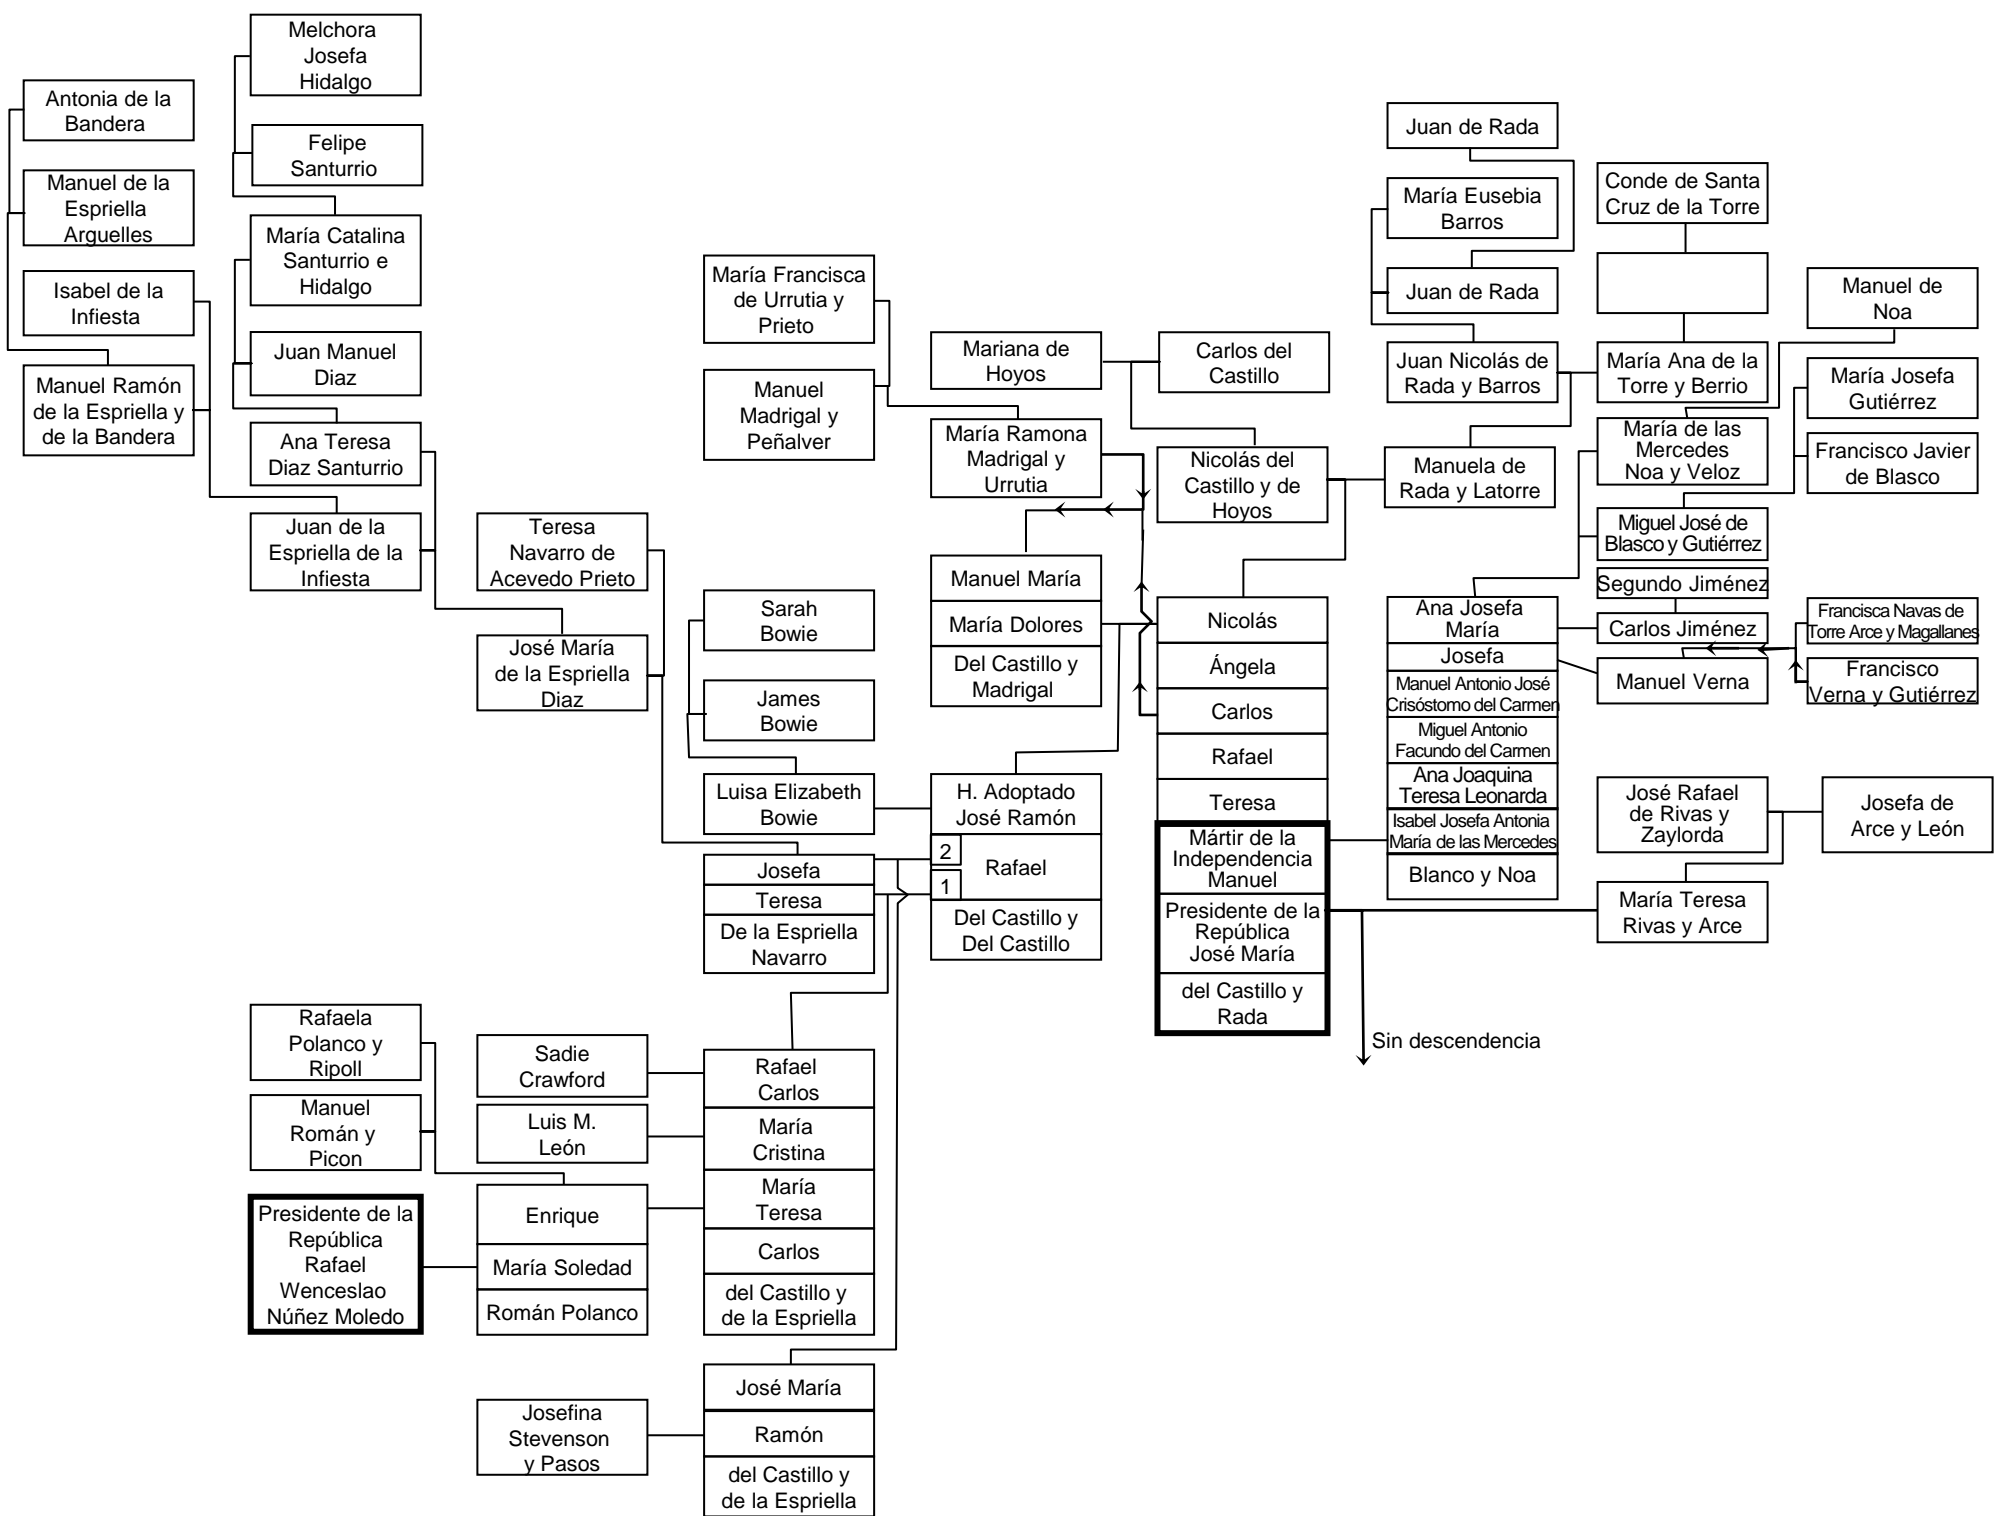 Melchora
Josefa
Hidalgo
Antonia de la
Bandera
Felipe
Santurrio
Manuel de la
Espriella
Arguelles
María Catalina
Santurrio e
Hidalgo
Isabel de la
Infiesta
Juan Manuel
Diaz
Manuel Ramón
de la Espriella y
de la Bandera
Ana Teresa
Diaz Santurrio
Juan de la
Espriella de la
Infiesta
Teresa
Navarro de
Acevedo Prieto
José María
de la Espriella
Diaz
María Francisca
de Urrutia y
Prieto
Manuel
Madrigal y
Peñalver
Sarah
Bowie
James
Bowie
Luisa Elizabeth
Bowie
Josefa
Teresa
De la Espriella
Navarro
Mariana de
Hoyos
Carlos del
Castillo
María Ramona
Madrigal y
Urrutia
Nicolás del
Castillo y de
Hoyos
Manuel María
María Dolores
Del Castillo y
Madrigal
H. Adoptado
José Ramón
2
Rafael
1
Del Castillo y
Del Castillo
Nicolás
Ángela
Carlos
Rafael
Teresa
Mártir de la
Independencia
Manuel
Presidente de la
República
José María
del Castillo y
Rada
Sin descendencia
Juan de Rada
María Eusebia
Barros
Juan de Rada
Juan Nicolás de
Rada y Barros
Manuela de
Rada y Latorre
Conde de Santa
Cruz de la Torre
María Ana de la
Torre y Berrio
Manuel de
Noa
María Josefa
Gutiérrez
Francisco Javier
de Blasco
María de las
Mercedes
Noa y Veloz
Miguel José de
Blasco y Gutiérrez
Segundo Jiménez
Carlos Jiménez
Manuel Verna
Francisca Navas de
Torre Arce y Magallanes
Francisco
Verna y Gutiérrez
Ana Josefa
María
Josefa
Manuel Antonio José
Crisóstomo del Carmen
Miguel Antonio
Facundo del Carmen
Ana Joaquina
Teresa Leonarda
Isabel Josefa Antonia
María de las Mercedes
Blanco y Noa
José Rafael
de Rivas y
Zaylorda
Josefa de
Arce y León
María Teresa
Rivas y Arce
Rafaela
Polanco y
Ripoll
Manuel
Román y
Picon
Presidente de la
República
Rafael
Wenceslao
Núñez Moledo
Sadie
Crawford
Luis M.
León
Enrique
María Soledad
Román Polanco
Rafael
Carlos
María
Cristina
María
Teresa
Carlos
del Castillo y
de la Espriella
José María
Ramón
del Castillo y
de la Espriella
Josefina
Stevenson
y Pasos